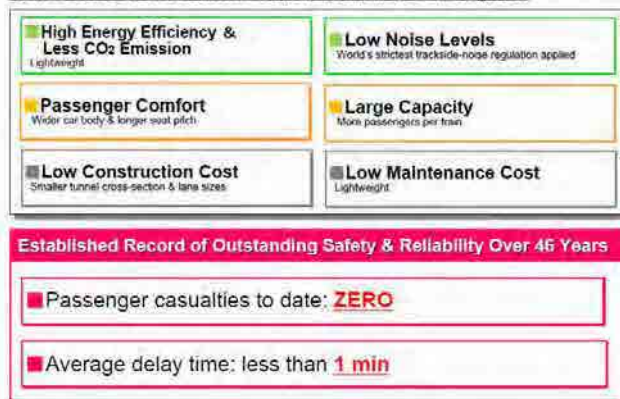 High Energy Efficiency &
Less CO2 Emission
Lightweight
Low Noise Levels
World's strictest trackside-noise regulation applied
Passenger Comfort
Wider car body & longer seat pitch
Large Capacity
More passengers per train
Low Construction Cost
Smaller tunnel cross-section & lane sizes
Low Maintenance Cost
Lightweight
Established Record of Outstanding Safety & Reliability Over 46 Years
Passenger casualties to date: ZERO
Average delay time: less than 1 min